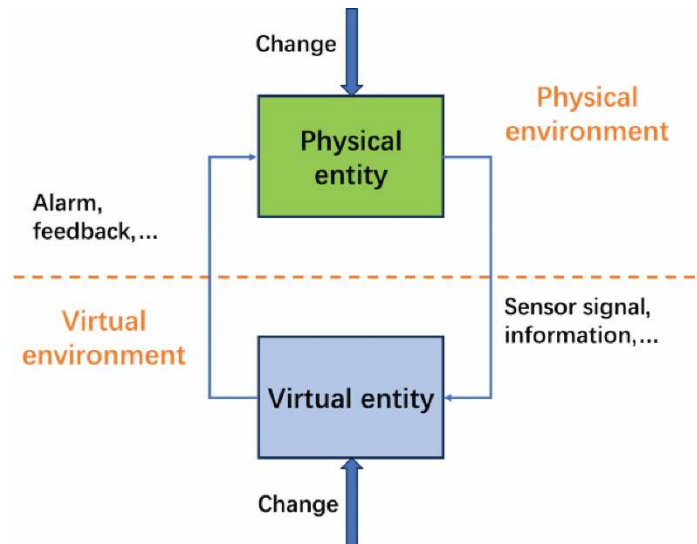 Change
Physical
environment
Physical
entity
Alarm,
feedback,...
Virtual
environment
Sensor signal,
information,...
Virtual entity
Change